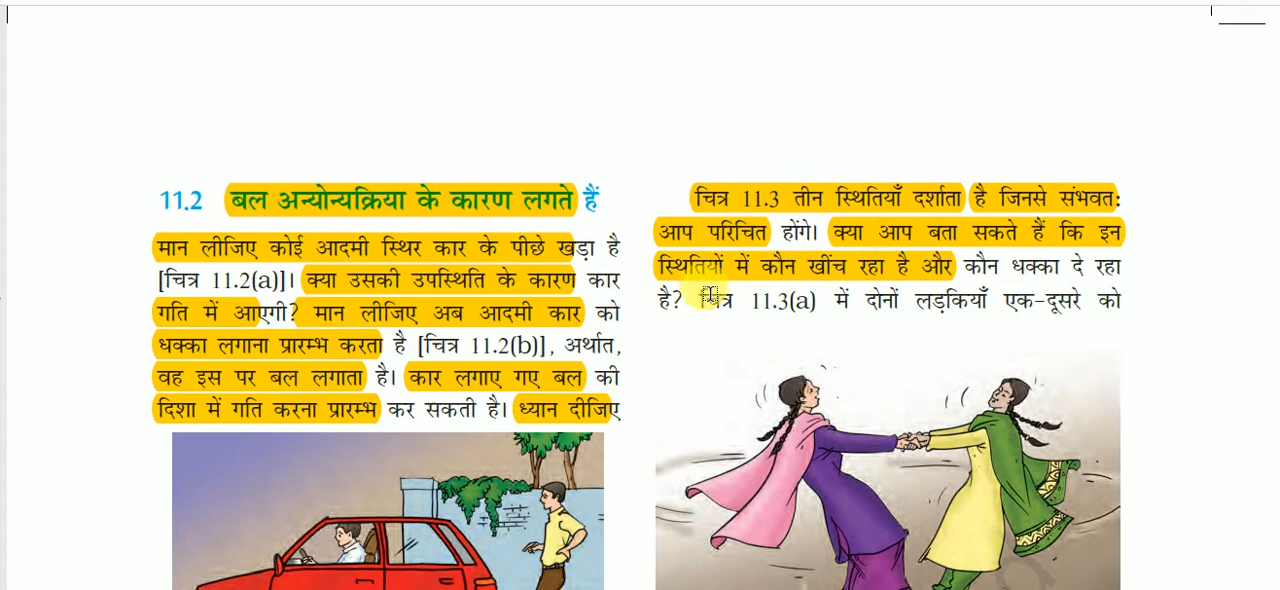 11.2 बल अन्योन्यक्रिया के कारण लगते हैं
मान लीजिए कोई आदमी स्थिर कार के पीछे खड़ा है
[चित्र 11.2(a)]। क्या उसकी उपस्थिति के कारण कार
गति में आएगी? मान लीजिए अब आदमी कार को
धक्का लगाना प्रारम्भ करता है [चित्र 11.2(b)], अर्थात,
वह इस पर बल लगाता है। कार लगाए गए बल की
दिशा में गति करना प्रारम्भ कर सकती है। ध्यान दीजिए
चित्र 11.3 तीन स्थितियाँ दर्शाता है जिनसे संभवत:
आप परिचित होंगे। क्या आप बता सकते हैं कि इन
स्थितियों में कौन खींच रहा है और कौन धक्का दे रहा
है? चित्र 11.3(a) में दोनों लड़कियाँ एक-दूसरे को